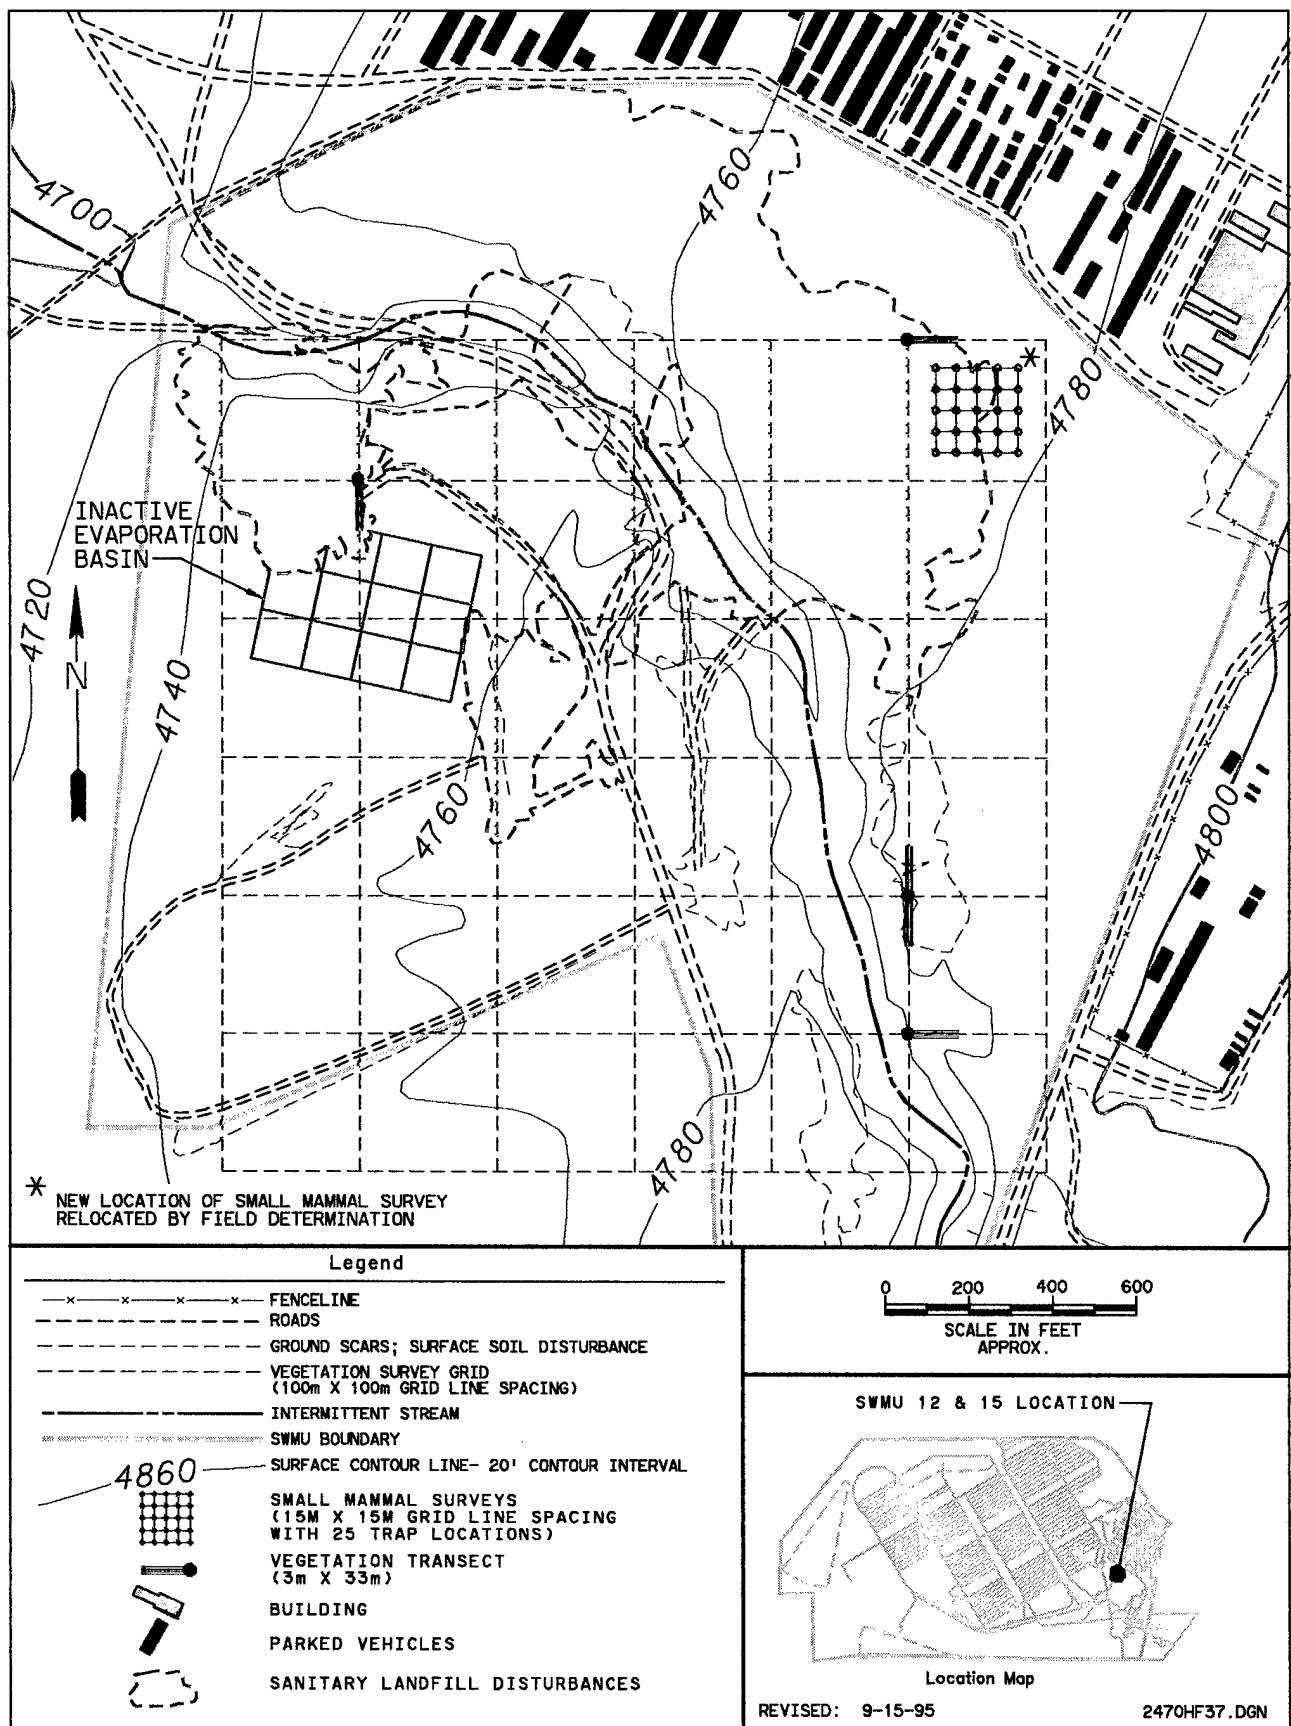 4700
4760
4780
INACTIVE
EVAPORATION
BASIN
4720
N
4740
4760
4800
4780
* NEW LOCATION OF SMALL MAMMAL SURVEY
RELOCATED BY FIELD DETERMINATION
*
Legend
FENCELINE
ROADS
GROUND SCARS; SURFACE SOIL DISTURBANCE
VEGETATION SURVEY GRID
(100m X 100m GRID LINE SPACING)
INTERMITTENT STREAM
SWMU BOUNDARY
4860 SURFACE CONTOUR LINE- 20' CONTOUR INTERVAL
SMALL MAMMAL SURVEYS
(15M X 15M GRID LINE SPACING
WITH 25 TRAP LOCATIONS)
VEGETATION TRANSECT
(3m X 33m)
BUILDING
PARKED VEHICLES
SANITARY LANDFILL DISTURBANCES
0 200 400 600
SCALE IN FEET
APPROX.
SWMU 12 & 15 LOCATION
Location Map
REVISED: 9-15-95
2470HF37.DGN